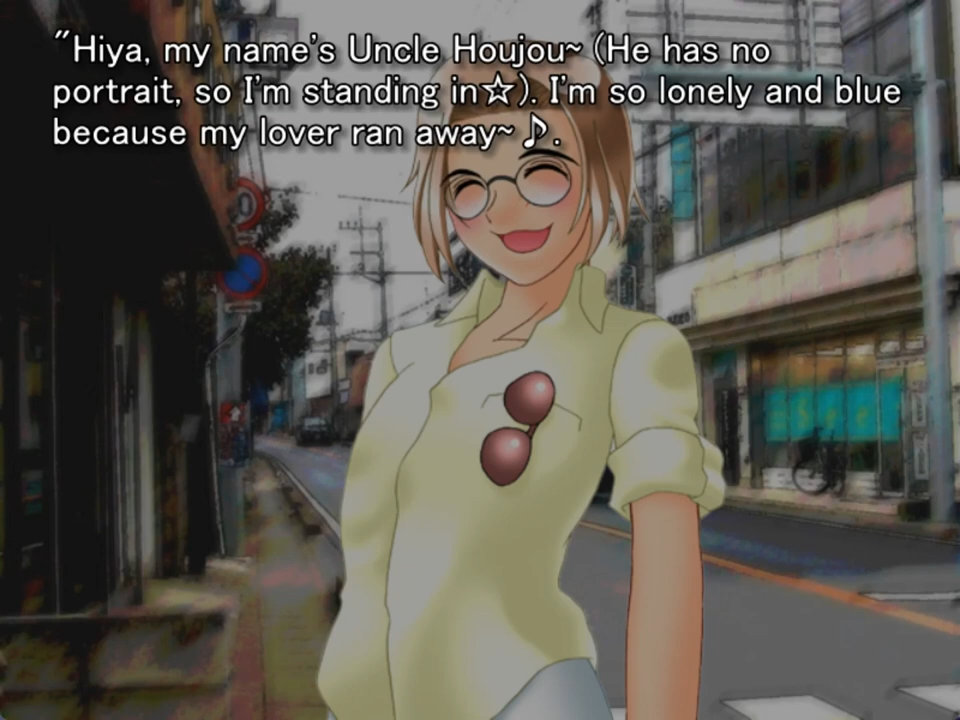 "Hiya, my name's Uncle Houjou~ (He has no
portrait, so I'm standing in☆). I'm so lonely and blue
because my lover ran away~♪.